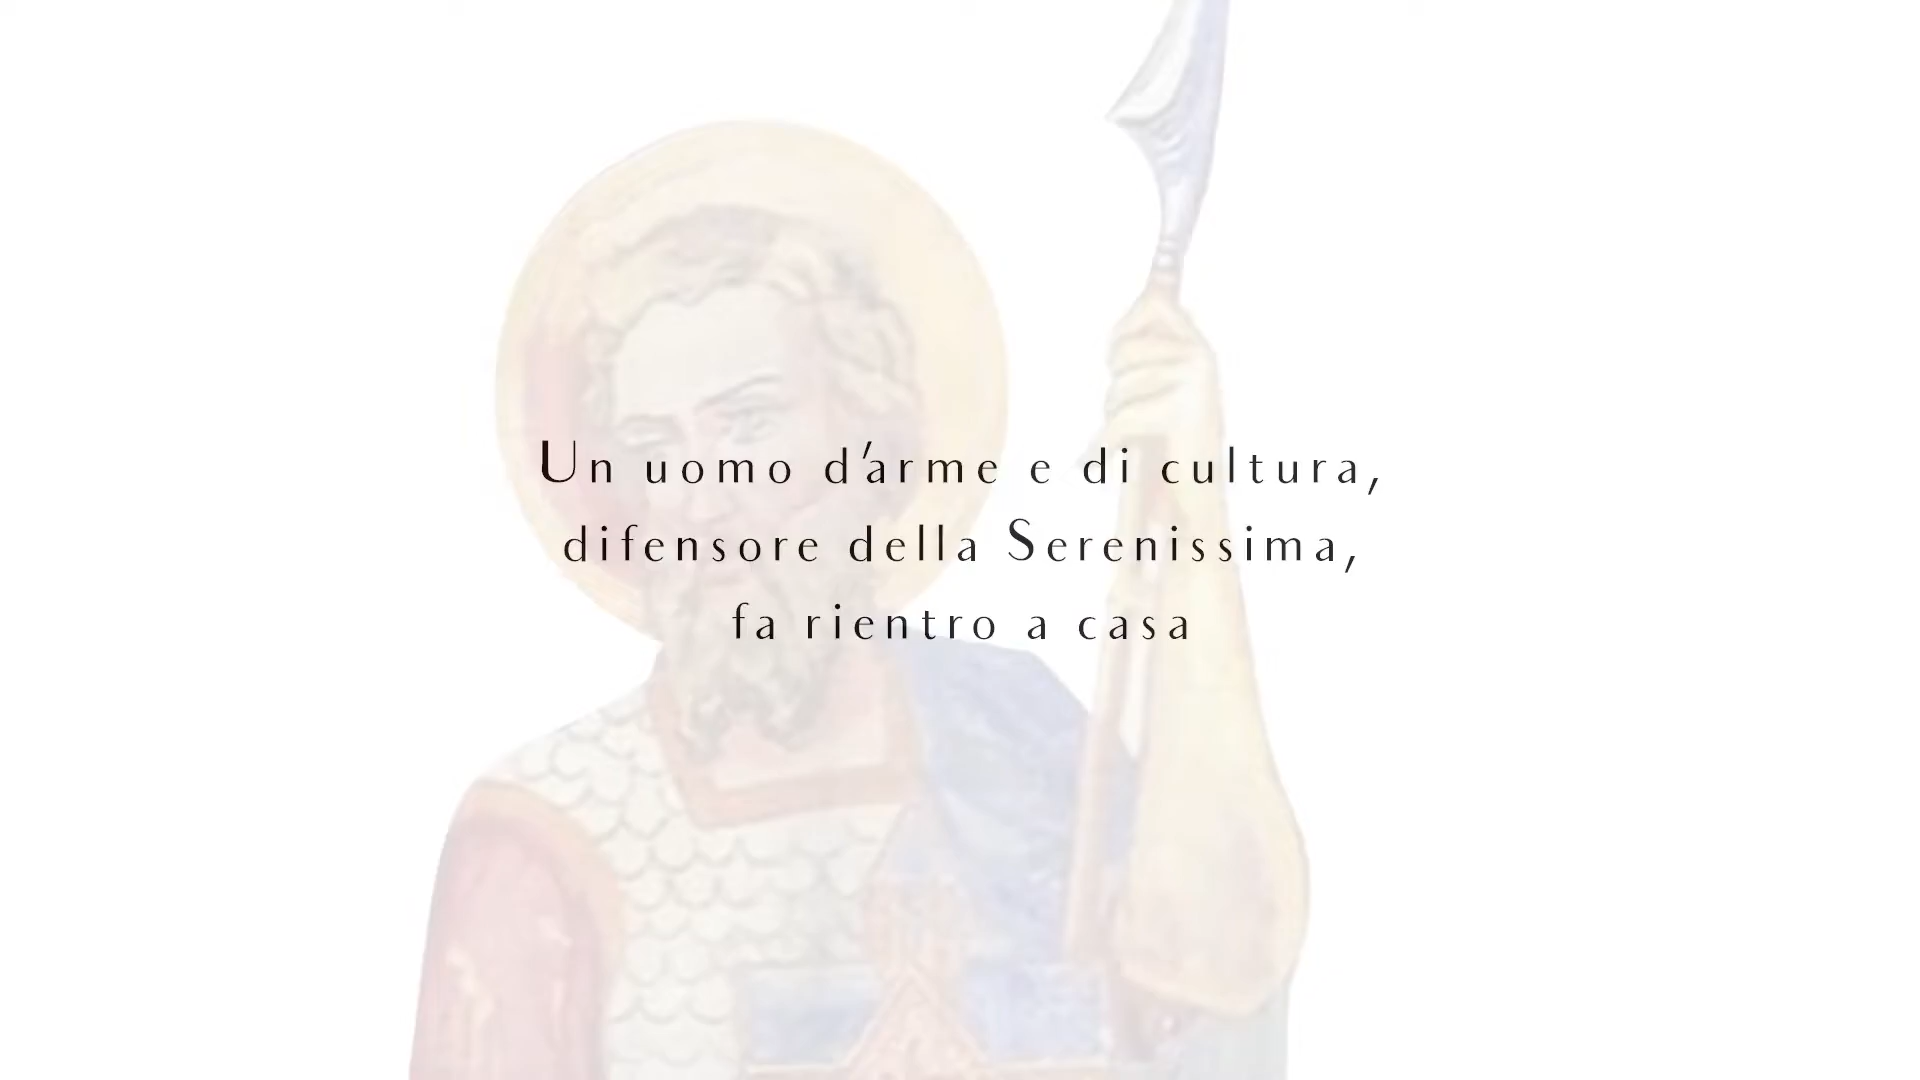 Un uomo d'arme e di cultura,
difensore della Serenissima,
fa rientro a casa